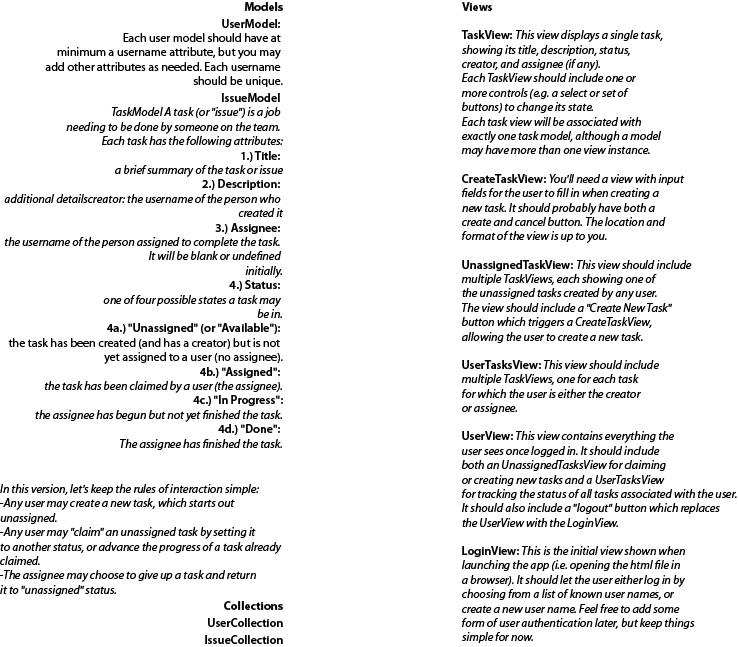 Models
UserModel:
Each user model should have at
minimum a username attribute, but you may
add other attributes as needed. Each username
should be unique.
IssueModel
TaskModel A task (or "issue") is a job
needing to be done by someone on the team.
Each task has the following attributes:
1.) Title:
a brief summary of the task or issue
2.) Description:
additional detailscreator: the username of the person who
created it
3.) Assignee:
the username of the person assigned to complete the task.
It will be blank or undefined
initially.
4.) Status:
one of four possible states a task may
be in.
4a.) "Unassigned" (or "Available"):
the task has been created (and has a creator) but is not
yet assigned to a user (no assignee).
4b.) "Assigned":
the task has been claimed by a user (the assignee).
4c.) "In Progress":
the assignee has begun but not yet finished the task.
4d.) "Done":
The assignee has finished the task.
In this version, let's keep the rules of interaction simple:
-Any user may create a new task, which starts out
unassigned.
-Any user may "claim" an unassigned task by setting it
to another status, or advance the progress of a task already
claimed.
-The assignee may choose to give up a task and return
it to "unassigned" status.
Collections
UserCollection
IssueCollection
Views
TaskView: This view displays a single task,
showing its title, description, status,
creator, and assignee (if any).
Each TaskView should include one or
more controls (e.g. a select or set of
buttons) to change its state.
Each task view will be associated with
exactly one task model, although a model
may have more than one view instance.
CreateTaskView: You'll need a view with input
fields for the user to fill in when creating a
new task. It should probably have both a
create and cancel button. The location and
format of the view is up to you.
UnassignedTaskView: This view should include
multiple TaskViews, each showing one of
the unassigned tasks created by any user.
The view should include a "Create New Task"
button which triggers a CreateTaskView,
allowing the user to create a new task.
UserTasksView: This view should include
multiple TaskViews, one for each task
for which the user is either the creator
or assignee.
UserView: This view contains everything the
user sees once logged in. It should include
both an UnassignedTasksView for claiming
or creating new tasks and a UserTasksView
for tracking the status of all tasks associated with the user.
It should also include a "logout" button which replaces
the UserView with the LoginView.
LoginView: This is the initial view shown when
launching the app (i.e. opening the html file in
a browser). It should let the user either log in by
choosing from a list of known user names, or
create a new user name. Feel free to add some
form of user authentication later, but keep things
simple for now.